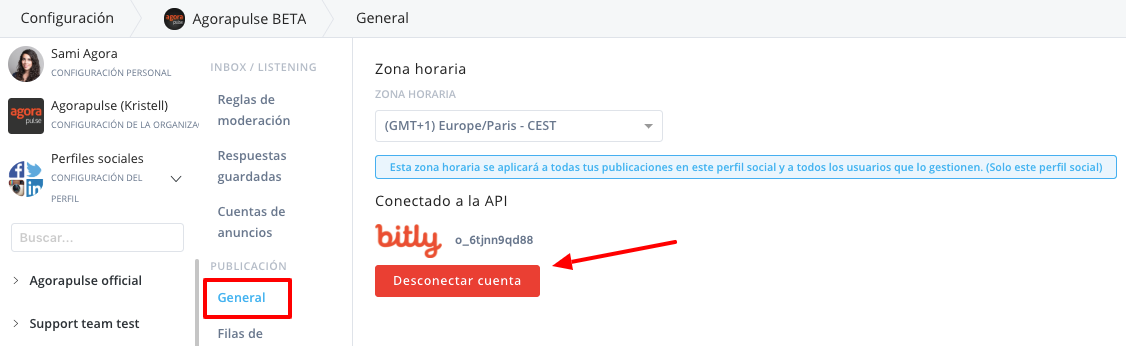 Configuración
Agorapulse BETA
General
Sami Agora
CONFIGURACIÓN PERSONAL
agora
pulse
Agorapulse (Kristell)
CONFIGURACIÓN DE LA ORGANIZA
Perfiles sociales
CONFIGURACIÓN DEL
PERFIL
Buscar...
Agorapulse official
Support team test
INBOX / LISTENING
Reglas de
moderación
Respuestas
guardadas
Cuentas de
anuncios
PUBLICACIÓN
General
Filas de
Zona horaria
ZONA HORARIA
(GMT+1) Europe/Paris - CEST
Esta zona horaria se aplicará a todas tus publicaciones en este perfil social y a todos los usuarios que lo gestionen. (Solo este perfil social)
Conectado a la API
bitly
o_6tjnn9qd88
Desconectar cuenta